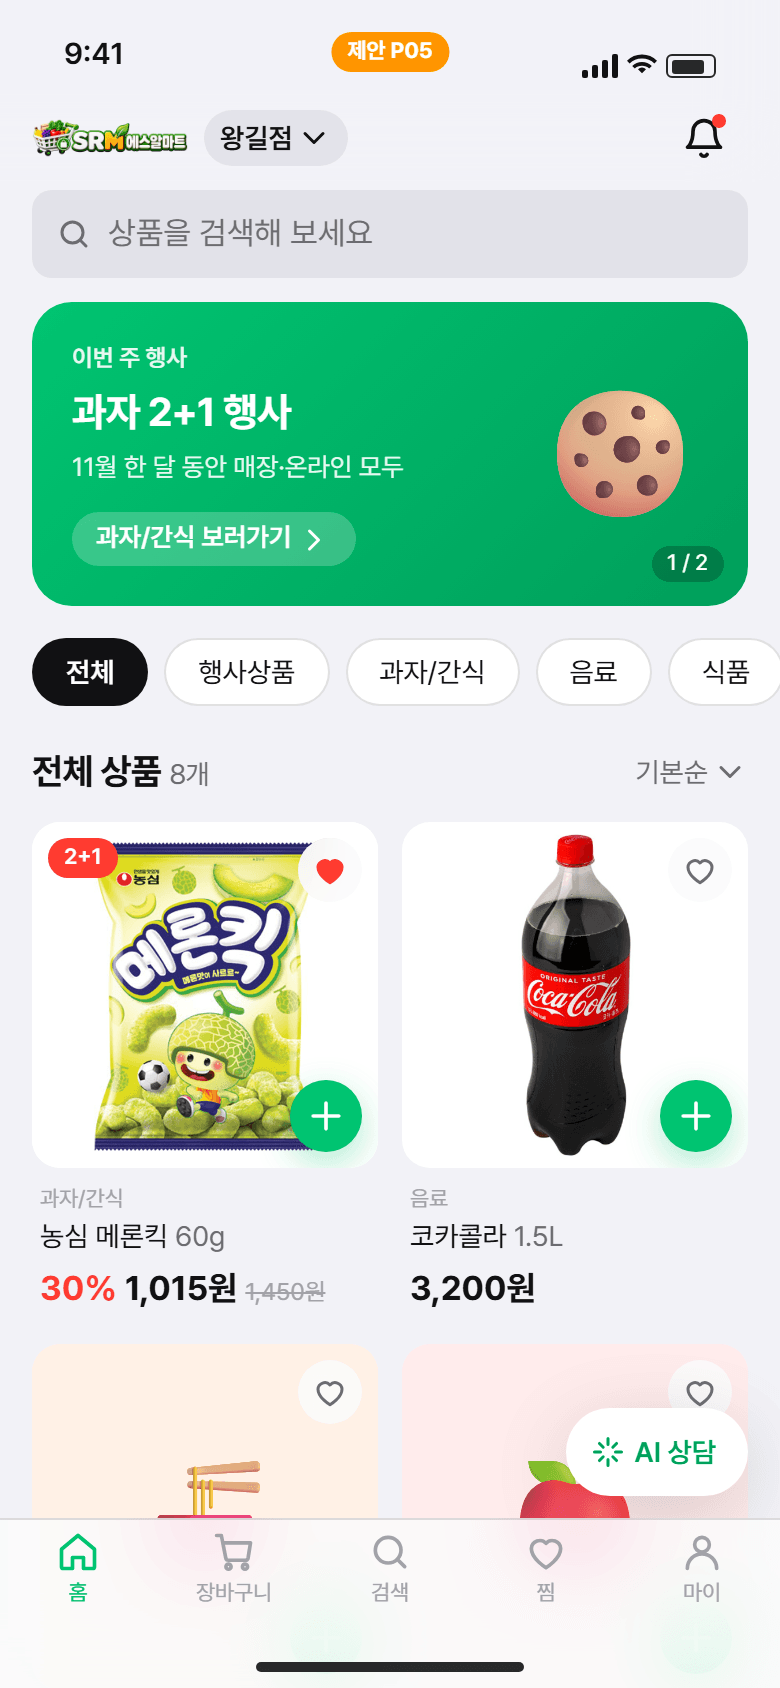 9:41
제안 P05
SRM 에스알마트
왕길점
상품을 검색해 보세요
이번 주 행사
과자 2+1 행사
11월 한 달 동안 매장·온라인 모두
과자/간식 보러가기
1 / 2
전체
행사상품
과자/간식
음료
식품
전체 상품 8개
기본순
2+1
농심
메론킥
메론맛이 사르르~
ORIGINAL TASTE
Coca-Cola
과자/간식
농심 메론킥 60g
30% 1,015원 1,450원
음료
코카콜라 1.5L
3,200원
AI 상담
홈
장바구니
검색
찜
마이